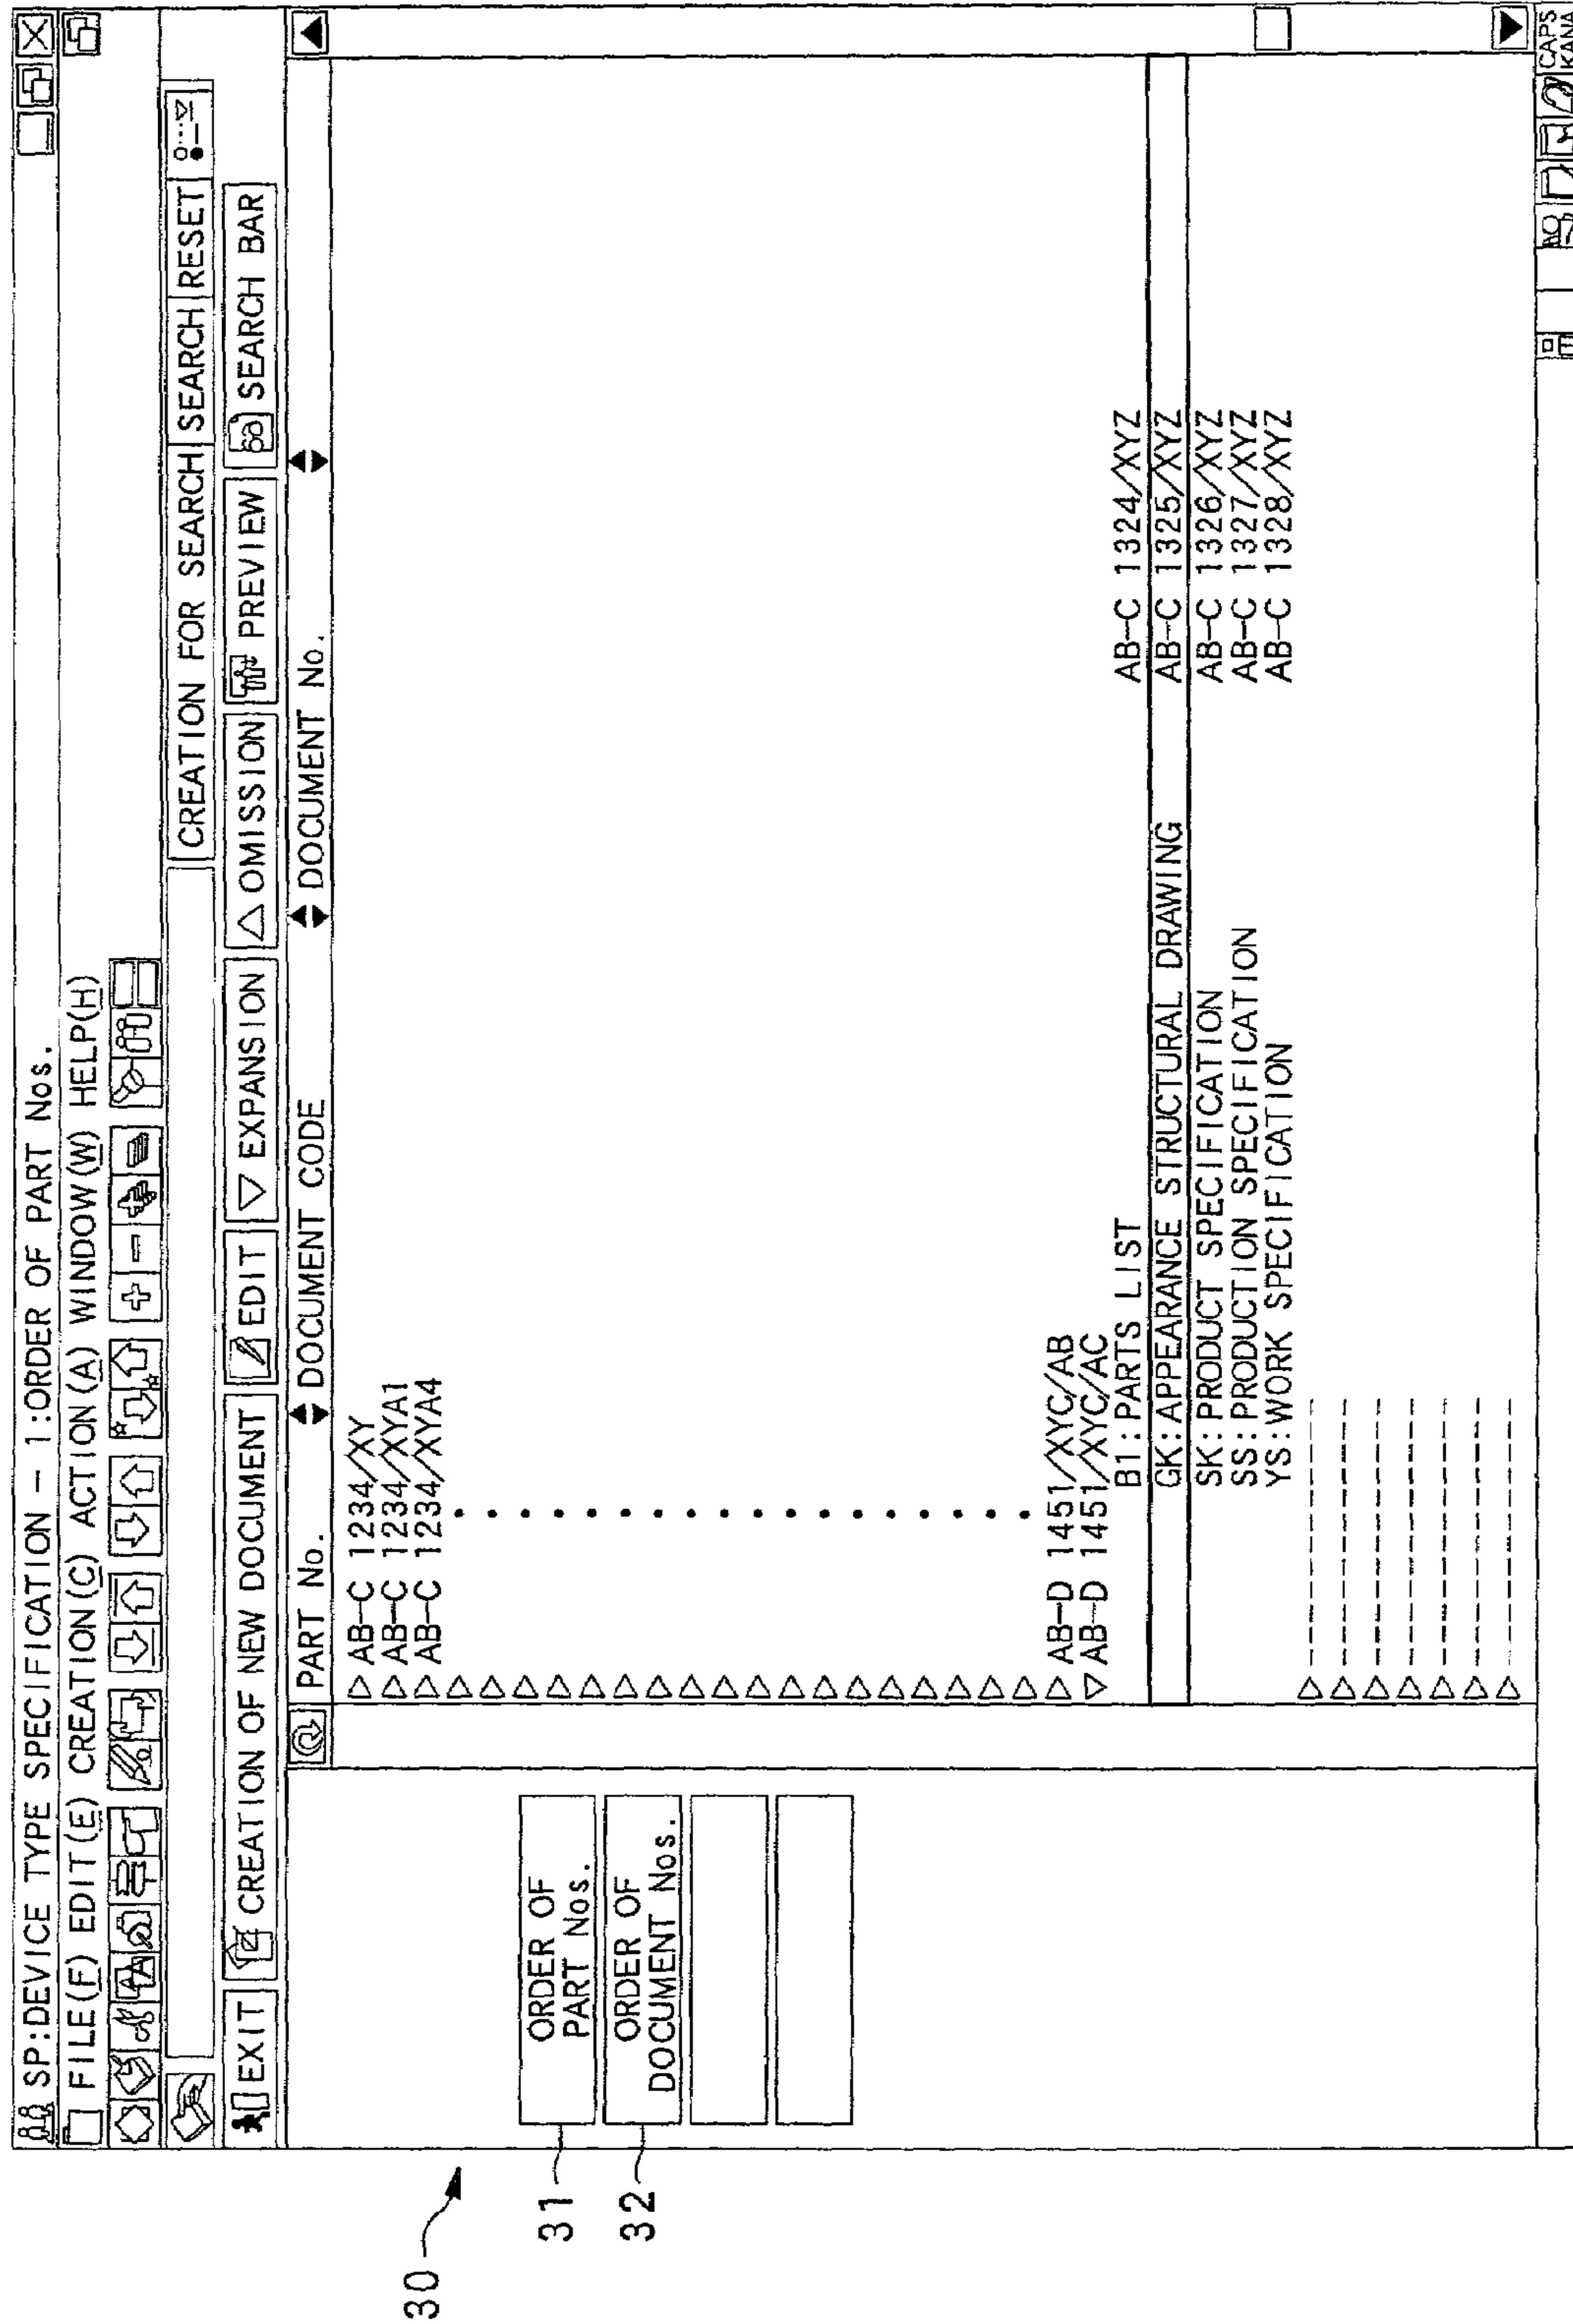 SP:DEVICE TYPE SPECIFICATION – 1:ORDER OF PART Nos.
FILE(F) EDIT(E) CREATION(C) ACTION(A) WINDOW(W) HELP(H)
CREATION FOR SEARCH SEARCH RESET
EXIT CREATION OF NEW DOCUMENT EDIT ▽ EXPANSION △ OMISSION PREVIEW SEARCH BAR
PART No. DOCUMENT CODE DOCUMENT No.
▷ AB-C 1234/XY
▷ AB-C 1234/XYA1
▷ AB-C 1234/XYA4
▷ AB-D 1451/XYC/AB
▽ AB-D 1451/XYC/AC
B1:PARTS LIST AB-C 1324/XYZ
GK:APPEARANCE STRUCTURAL DRAWING AB-C 1325/XYZ
SK:PRODUCT SPECIFICATION AB-C 1326/XYZ
SS:PRODUCTION SPECIFICATION AB-C 1327/XYZ
YS:WORK SPECIFICATION AB-C 1328/XYZ
ORDER OF
PART Nos.
ORDER OF
DOCUMENT Nos.
30
31
32
CAPS
KANA